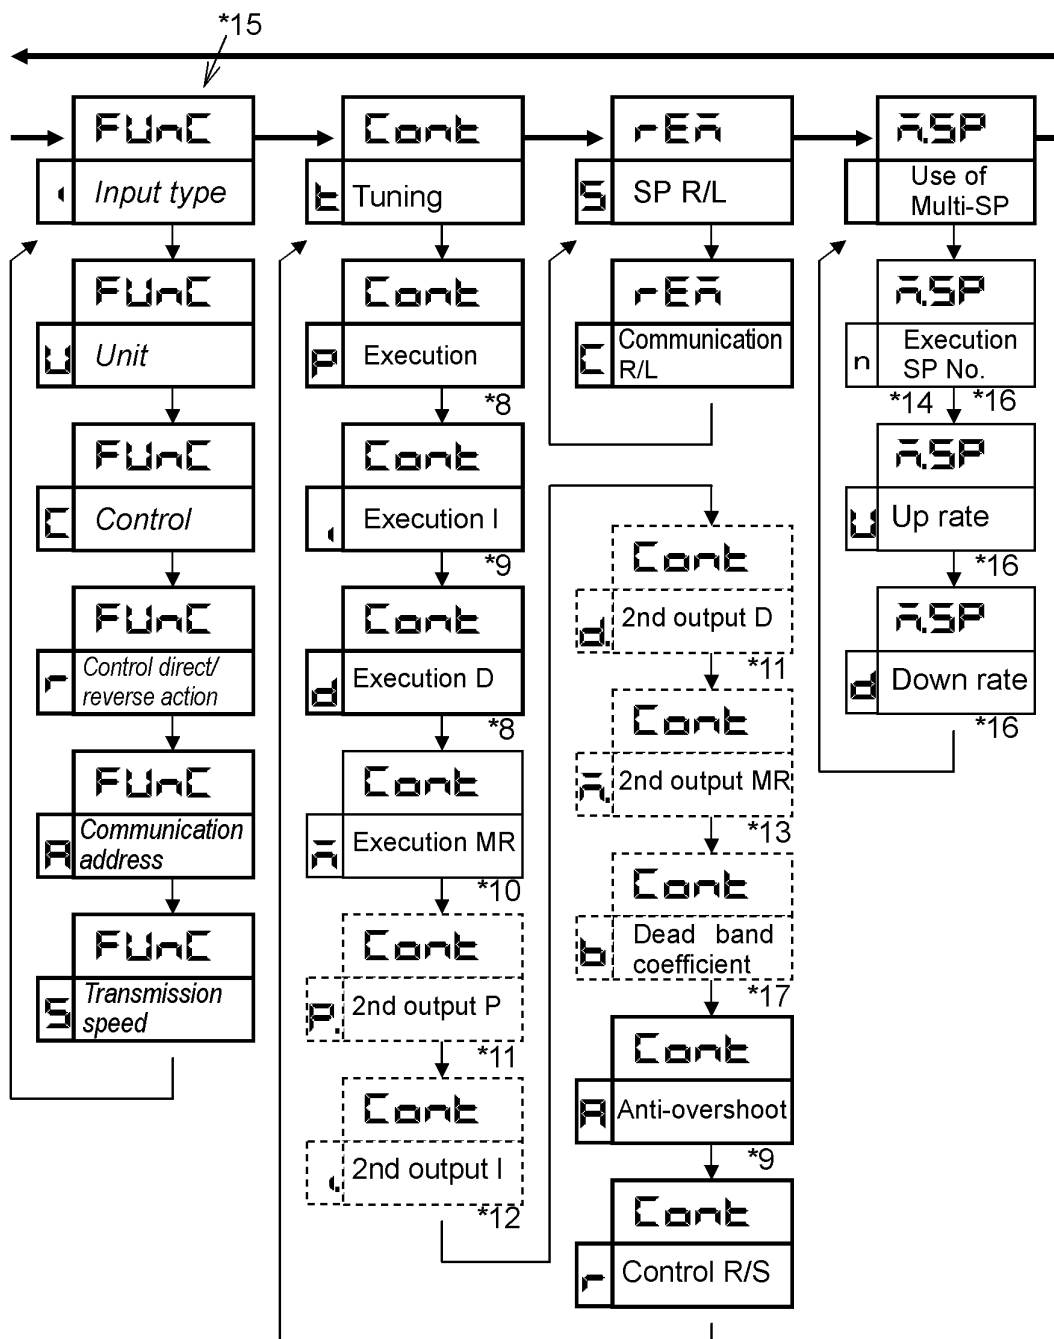 *15
FUnC
ı Input type
FUnC
U Unit
FUnC
C Control
FUnC
r Control direct/
reverse action
FUnC
A Communication
address
FUnC
S Transmission
speed
Cont
t Tuning
Cont
P Execution
*8
Cont
ı Execution I
*9
Cont
d Execution D
*8
Cont
Execution MR
*10
Cont
P. 2nd output P
*11
Cont
ı. 2nd output I
*12
Cont
d. 2nd output D
*11
Cont
2nd output MR
*13
Cont
b Dead band
coefficient
*17
Cont
A Anti-overshoot
*9
Cont
r Control R/S
rEm̄
S SP R/L
rEm̄
C Communication
R/L
m̄.SP
Use of
Multi-SP
m̄.SP
n Execution
SP No.
*14 *16
m̄.SP
U Up rate
*16
m̄.SP
d Down rate
*16